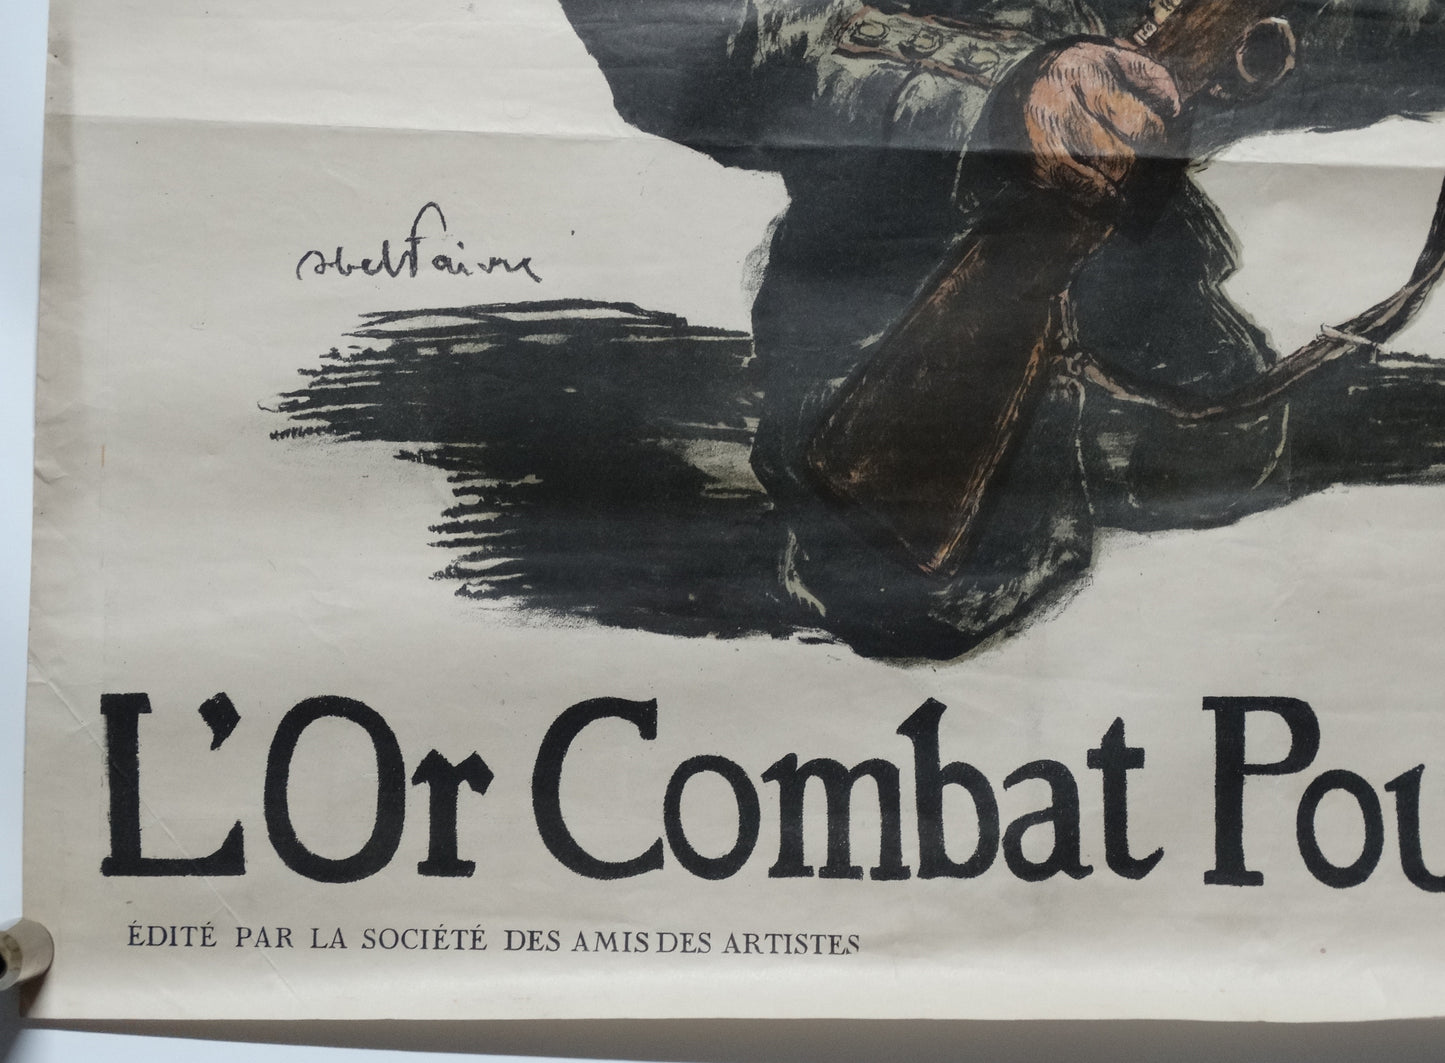 abel Faivre
L'Or Combat Pou
ÉDITÉ PAR LA SOCIÉTÉ DES AMIS DES ARTISTES